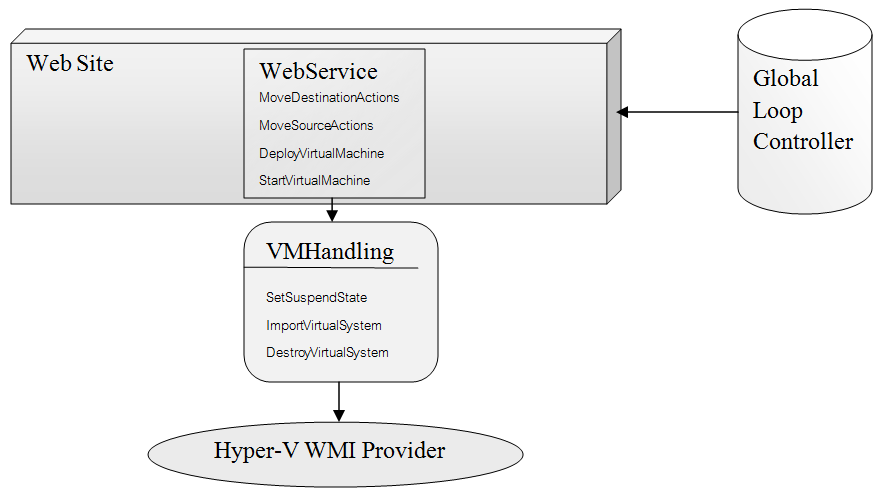 Web Site
WebService
MoveDestinationActions
MoveSourceActions
DeployVirtualMachine
StartVirtualMachine
Global
Loop
Controller
VMHandling
SetSuspendState
ImportVirtualSystem
DestroyVirtualSystem
Hyper-V WMI Provider